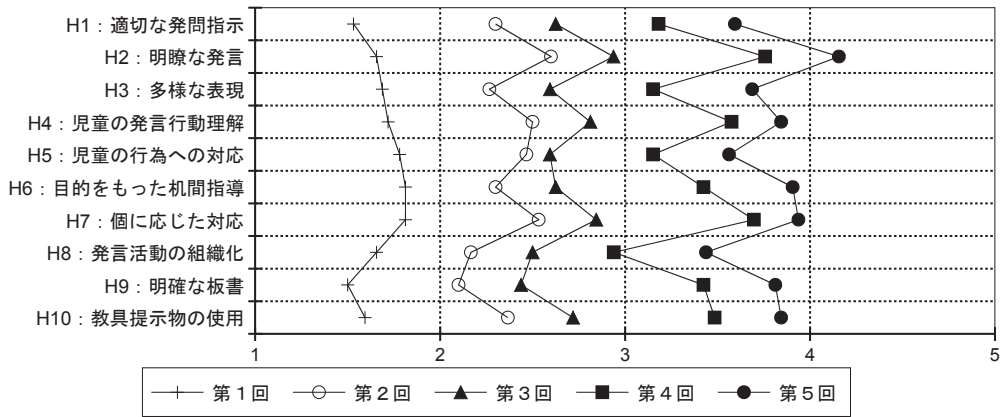 H1：適切な発問指示
H2：明瞭な発言
H3：多様な表現
H4：児童の発言行動理解
H5：児童の行為への対応
H6：目的をもった机間指導
H7：個に応じた対応
H8：発言活動の組織化
H9：明確な板書
H10：教具提示物の使用
1 2 3 4 5
第１回 第２回 第３回 第４回 第５回